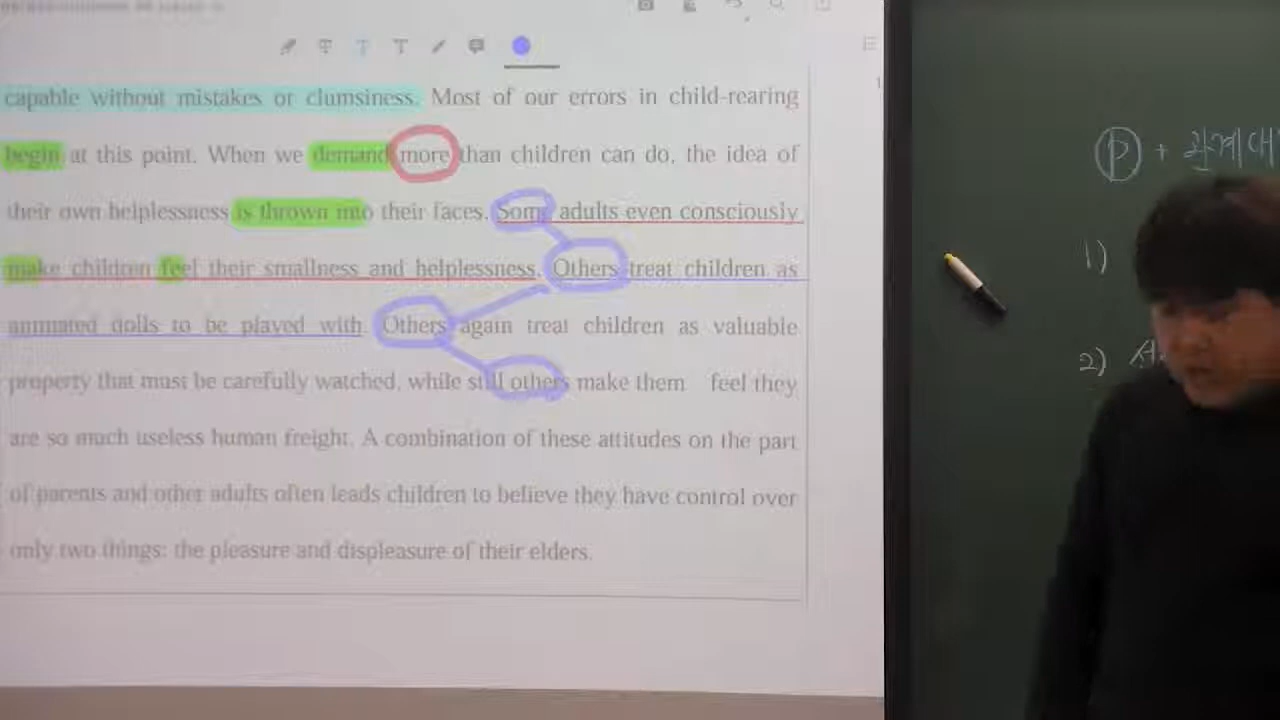 capable without mistakes or clumsiness. Most of our errors in child-rearing
begin at this point. When we demand more than children can do, the idea of
their own helplessness is thrown into their faces. Some adults even consciously
make children feel their smallness and helplessness. Others treat children as
animated dolls to be played with. Others again treat children as valuable
property that must be carefully watched, while still others make them feel they
are so much useless human freight. A combination of these attitudes on the part
of parents and other adults often leads children to believe they have control over
only two things: the pleasure and displeasure of their elders.
P + 관계대
1)
2)